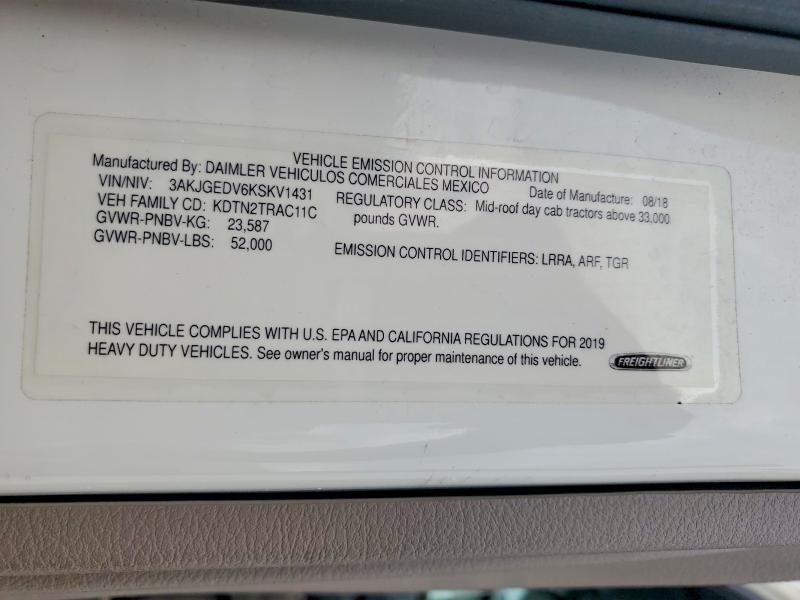 VEHICLE EMISSION CONTROL INFORMATION
Manufactured By: DAIMLER VEHICULOS COMERCIALES MEXICO
Date of Manufacture: 08/18
VIN/NIV: 3AKJGEDV6KSKV1431
REGULATORY CLASS: Mid-roof day cab tractors above 33,000
VEH FAMILY CD: KDTN2TRAC11C
pounds GVWR.
GVWR-PNBV-KG: 23,587
GVWR-PNBV-LBS: 52,000
EMISSION CONTROL IDENTIFIERS: LRRA, ARF, TGR
THIS VEHICLE COMPLIES WITH U.S. EPA AND CALIFORNIA REGULATIONS FOR 2019
HEAVY DUTY VEHICLES. See owner's manual for proper maintenance of this vehicle.
FREIGHTLINER